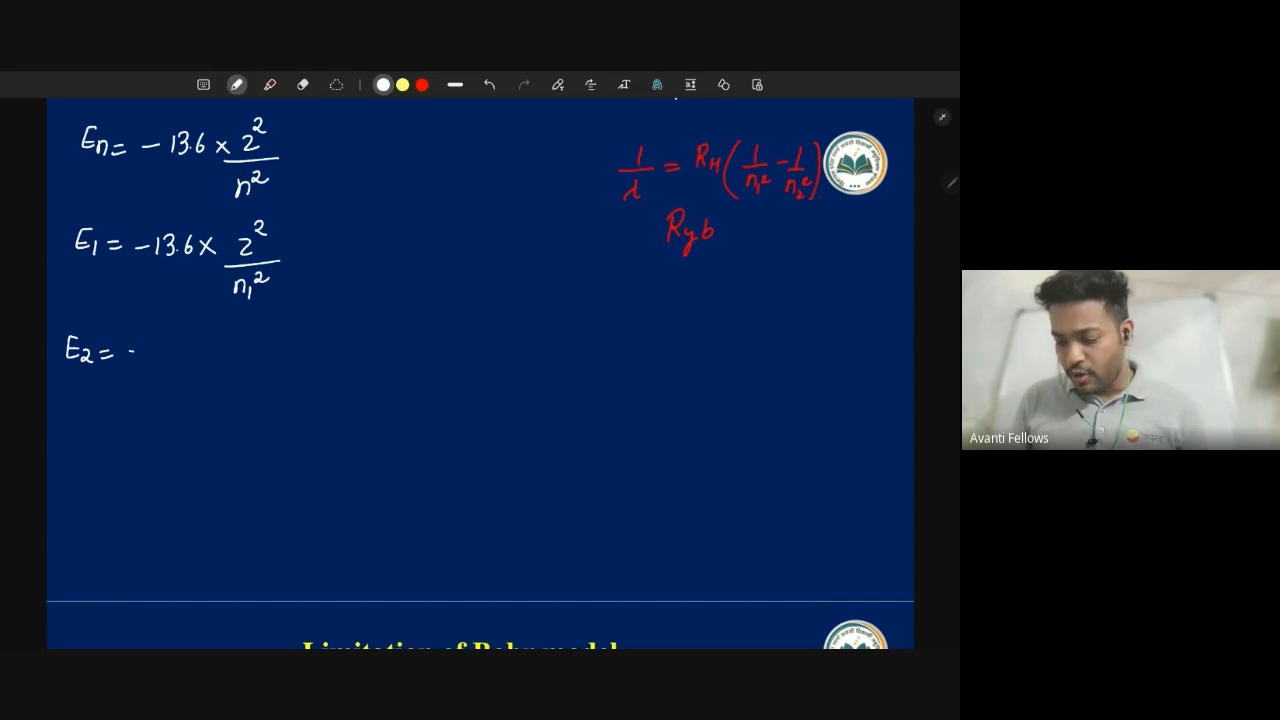 En = - 13.6 × z²/n²
1/λ = RH ( 1/n₁² - 1/n₂² )
Ryb
E₁ = - 13.6 × z²/n₁²
E₂ = -
Avanti Fellows
Limitation of Bohr model